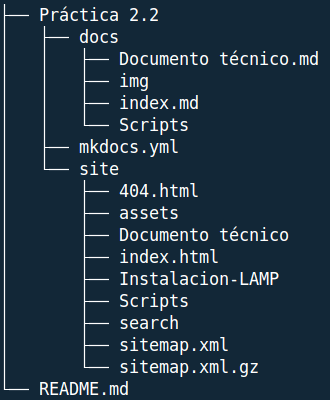 Práctica 2.2
docs
Documento técnico.md
img
index.md
Scripts
mkdocs.yml
site
404.html
assets
Documento técnico
index.html
Instalacion-LAMP
Scripts
search
sitemap.xml
sitemap.xml.gz
README.md